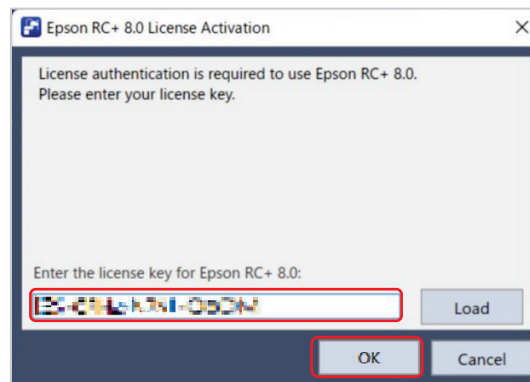 Epson RC+ 8.0 License Activation
License authentication is required to use Epson RC+ 8.0.
Please enter your license key.
Enter the license key for Epson RC+ 8.0:
Load
OK
Cancel